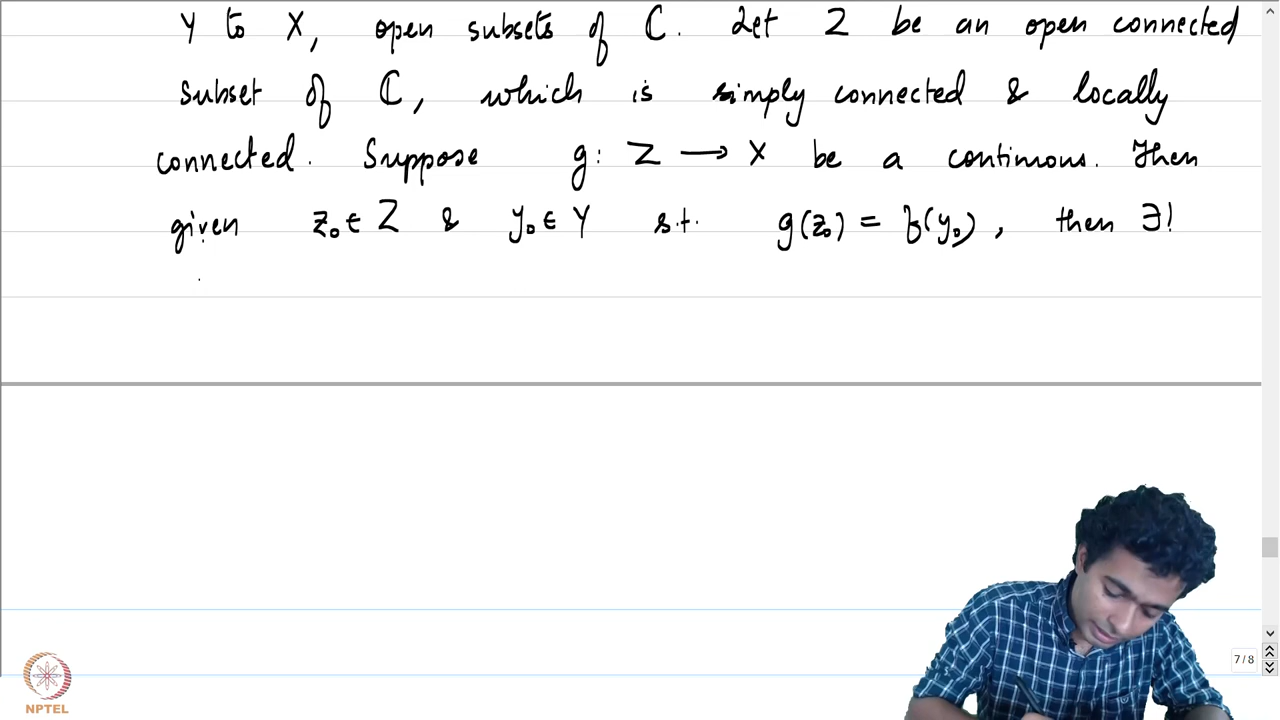 Y to X, open subsets of ℂ. Let Z be an open connected
subset of ℂ, which is simply connected & locally
connected. Suppose g: Z ⟶ X be a continous. Then
given z₀ ∈ Z & y₀ ∈ Y s.t. g(z₀) = f(y₀), then ∃!
7 / 8
NPTEL